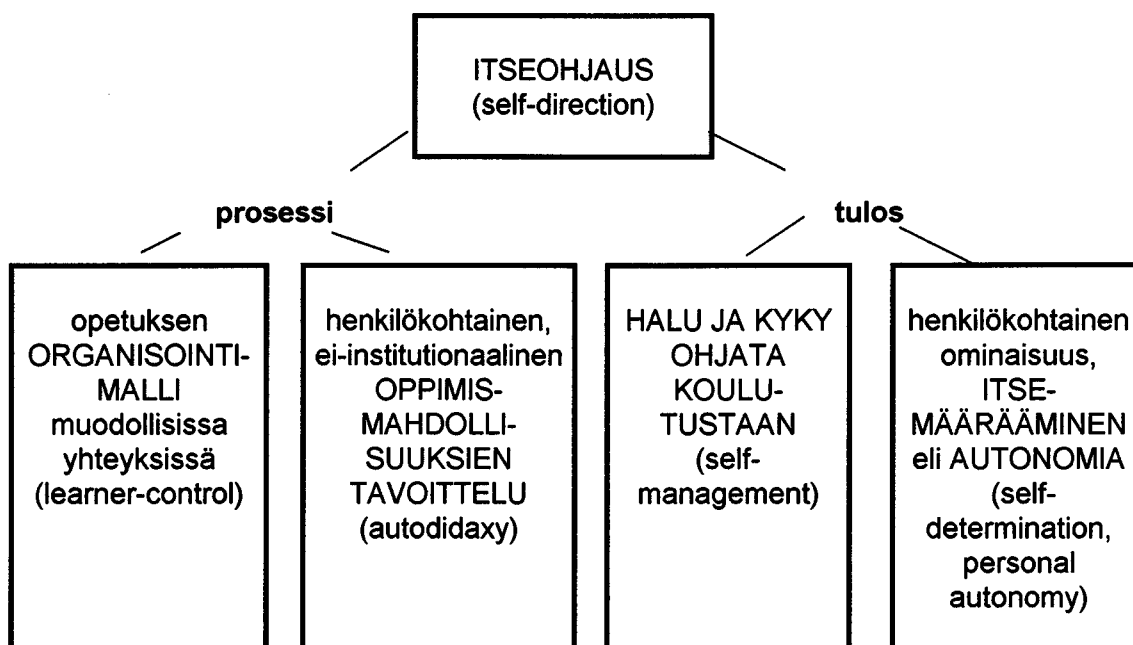 ITSEOHJAUS
(self-direction)
prosessi
tulos
opetuksen
ORGANISOINTI-
MALLI
muodollisissa
yhteyksissä
(learner-control)
henkilökohtainen,
ei-institutionaalinen
OPPIMIS-
MAHDOLLI-
SUUKSIEN
TAVOITTELU
(autodidaxy)
HALU JA KYKY
OHJATA
KOULU-
TUSTAAN
(self-
management)
henkilökohtainen
ominaisuus,
ITSE-
MÄÄRÄÄMINEN
eli AUTONOMIA
(self-
determination,
personal
autonomy)